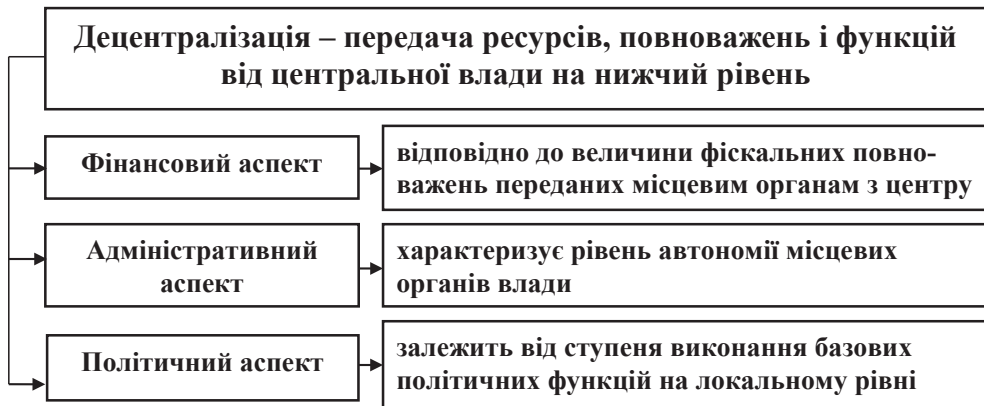 Децентралізація – передача ресурсів, повноважень і функцій
від центральної влади на нижчий рівень
Фінансовий аспект
відповідно до величини фіскальних повно-
важень переданих місцевим органам з центру
Адміністративний
аспект
характеризує рівень автономії місцевих
органів влади
Політичний аспект
залежить від ступеня виконання базових
політичних функцій на локальному рівні